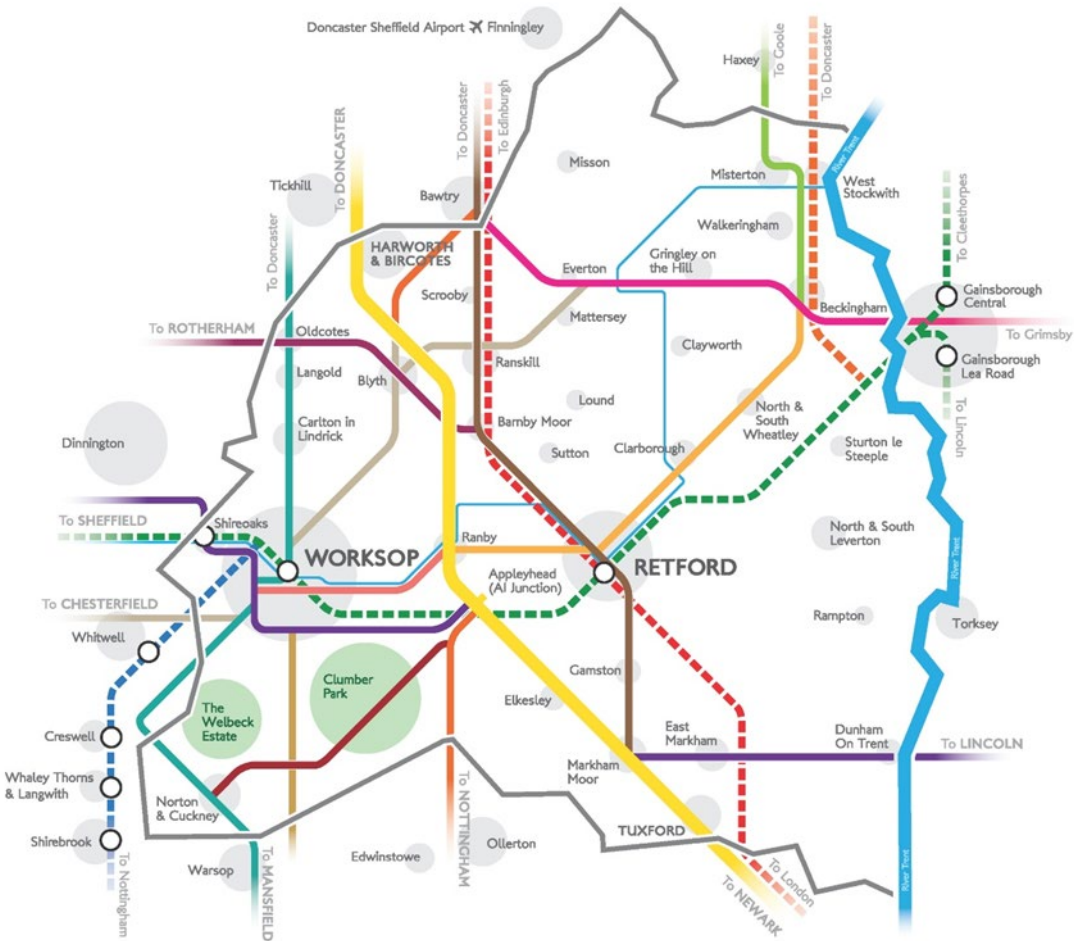 Doncaster Sheffield Airport ✈ Finningley
Haxey
To Goole
To Doncaster
To DONCASTER
To Doncaster
To Edinburgh
River Trent
Misson
Misterton
West
Stockwith
Tickhill
Bawtry
Walkeringham
To Cleethorpes
To Doncaster
HARWORTH
& BIRCOTES
Everton
Gringley on
the Hill
Scrooby
Gainsborough
Central
Beckingham
To ROTHERHAM
Oldcotes
Mattersey
To Grimsby
Clayworth
Ranskill
Gainsborough
Lea Road
Langold
Blyth
Lound
To Lincoln
North &
South
Wheatley
Carlton in
Lindrick
Barnby Moor
Dinnington
Sutton
Clarborough
Sturton le
Steeple
To SHEFFIELD
Shireoaks
North & South
Leverton
Ranby
WORKSOP
RETFORD
River Trent
Appleyhead
(A1 Junction)
To CHESTERFIELD
Rampton
Torksey
Whitwell
Gamston
Clumber
Park
Elkesley
The
Welbeck
Estate
Creswell
East
Markham
Dunham
On Trent
To LINCOLN
Markham
Moor
Whaley Thorns
& Langwith
Norton
& Cuckney
To NOTTINGHAM
TUXFORD
Shirebrook
Ollerton
Edwinstowe
Warsop
To Nottingham
To MANSFIELD
To London
To NEWARK
River Trent